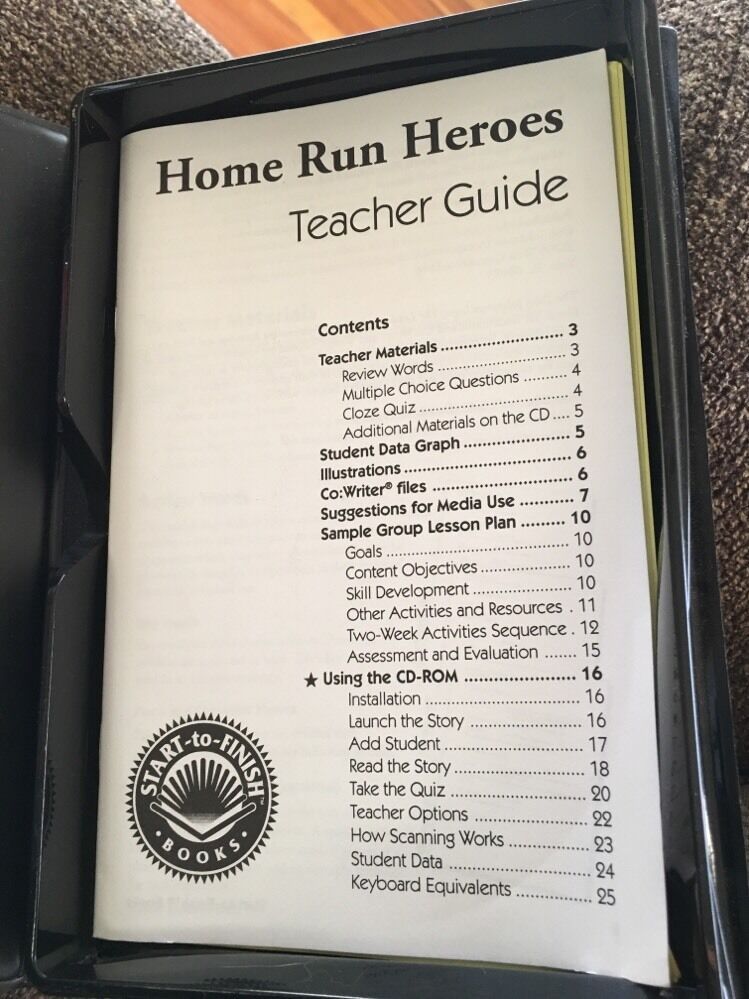 Home Run Heroes
Teacher Guide
Contents
Teacher Materials ........................ 3
Review Words ........................ 3
Multiple Choice Questions .......... 4
Cloze Quiz ............................. 4
Additional Materials on the CD .... 5
Student Data Graph .................... 5
Illustrations ............................... 6
Co:Writer® files .......................... 6
Suggestions for Media Use ........... 7
Sample Group Lesson Plan ......... 10
Goals ..................................... 10
Content Objectives .................... 10
Skill Development ..................... 10
Other Activities and Resources . 11
Two-Week Activities Sequence . 12
Assessment and Evaluation ....... 15
★ Using the CD-ROM ...................... 16
Installation ............................... 16
Launch the Story ...................... 16
Add Student ............................ 17
Read the Story ......................... 18
Take the Quiz .......................... 20
Teacher Options ....................... 22
How Scanning Works ................ 23
Student Data ........................... 24
Keyboard Equivalents ................ 25
START-to-FINISH™
• BOOKS •